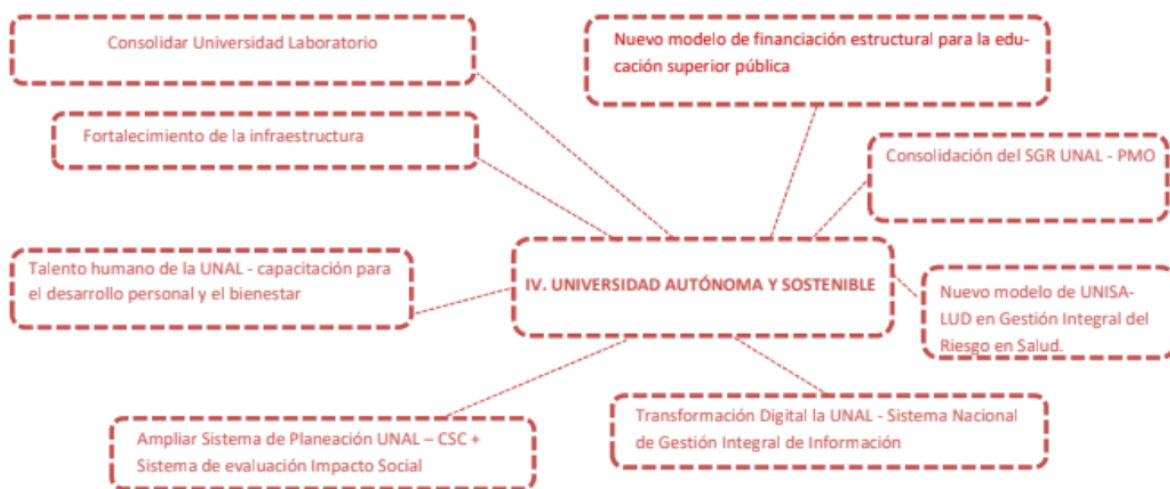 Consolidar Universidad Laboratorio
Nuevo modelo de financiación estructural para la edu-
cación superior pública
Fortalecimiento de la infraestructura
Consolidación del SGR UNAL - PMO
Talento humano de la UNAL - capacitación para
el desarrollo personal y el bienestar
IV. UNIVERSIDAD AUTÓNOMA Y SOSTENIBLE
Nuevo modelo de UNISA-
LUD en Gestión Integral del
Riesgo en Salud.
Ampliar Sistema de Planeación UNAL – CSC +
Sistema de evaluación Impacto Social
Transformación Digital la UNAL - Sistema Nacional
de Gestión Integral de Información